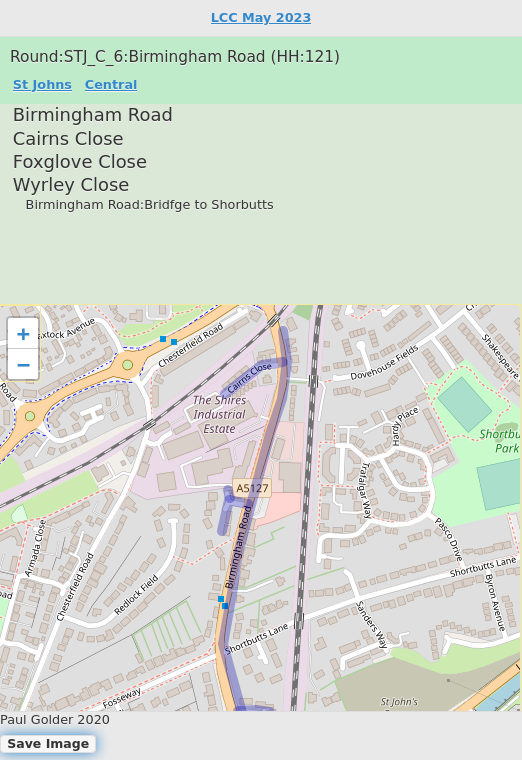 LCC May 2023
Round:STJ_C_6:Birmingham Road (HH:121)
St Johns Central
Birmingham Road
Cairns Close
Foxglove Close
Wyrley Close
Birmingham Road:Bridfge to Shorbutts
+
−
Chesterfield Road
Cairns Close
Dovehouse Fields
Shakespeare
Road
The Shires
Industrial
Estate
Hardy Place
Shortbu
Park
Trafalgar Way
A5127
Birmingham Road
Pasco Drive
Armada Close
Chesterfield Road
Redlock Field
Shortbutts Lane
Byron Avenue
Sanders Way
Shortbutts Lane
Fosseway
St John's
Paul Golder 2020
Save Image